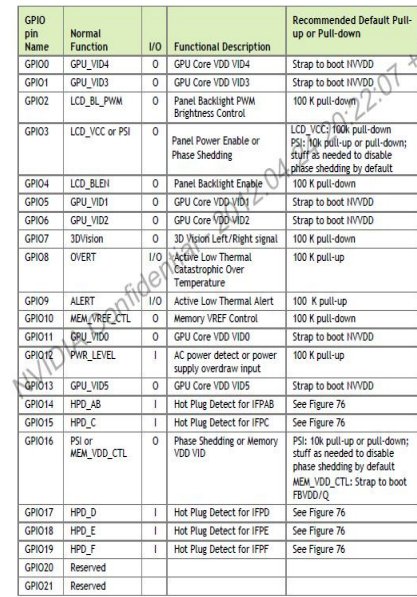 GPIO pin Name Normal Function I/O Functional Description Recommended Default Pull-up or Pull-down
GPIO0 GPU_VID4 O GPU Core VDD VID4 Strap to boot NVVDD
GPIO1 GPU_VID3 O GPU Core VDD VID3 Strap to boot NVVDD
GPIO2 LCD_BL_PWM O Panel Backlight PWM Brightness Control 100 K pull-down
GPIO3 LCD_VCC or PSI O Panel Power Enable or Phase Shedding LCD_VCC: 100k pull-down PSI: 10k pull-up or pull-down; stuff as needed to disable phase shedding by default
GPIO4 LCD_BLEN O Panel Backlight Enable 100 K pull-down
GPIO5 GPU_VID1 O GPU Core VDD VID1 Strap to boot NVVDD
GPIO6 GPU_VID2 O GPU Core VDD VID2 Strap to boot NVVDD
GPIO7 3DVision O 3D Vision Left/Right signal 100 K pull-down
GPIO8 OVERT I/O Active Low Thermal Catastrophic Over Temperature 100 K pull-up
GPIO9 ALERT I/O Active Low Thermal Alert 100 K pull-up
GPIO10 MEM_VREF_CTL O Memory VREF Control 100 K pull-down
GPIO11 GPU_VID0 O GPU Core VDD VID0 Strap to boot NVVDD
GPIO12 PWR_LEVEL I AC power detect or power supply overdraw input 100 K pull-up
GPIO13 GPU_VID5 O GPU Core VDD VID5 Strap to boot NVVDD
GPIO14 HPD_AB I Hot Plug Detect for IFPAB See Figure 76
GPIO15 HPD_C I Hot Plug Detect for IFPC See Figure 76
GPIO16 PSI or MEM_VDD_CTL O Phase Shedding or Memory VDD VID PSI: 10k pull-up or pull-down; stuff as needed to disable phase shedding by default MEM_VDD_CTL: Strap to boot FBVDD/Q
GPIO17 HPD_D I Hot Plug Detect for IFPD See Figure 76
GPIO18 HPD_E I Hot Plug Detect for IFPE See Figure 76
GPIO19 HPD_F I Hot Plug Detect for IFPF See Figure 76
GPIO20 Reserved
GPIO21 Reserved
NVIDIA Confidential